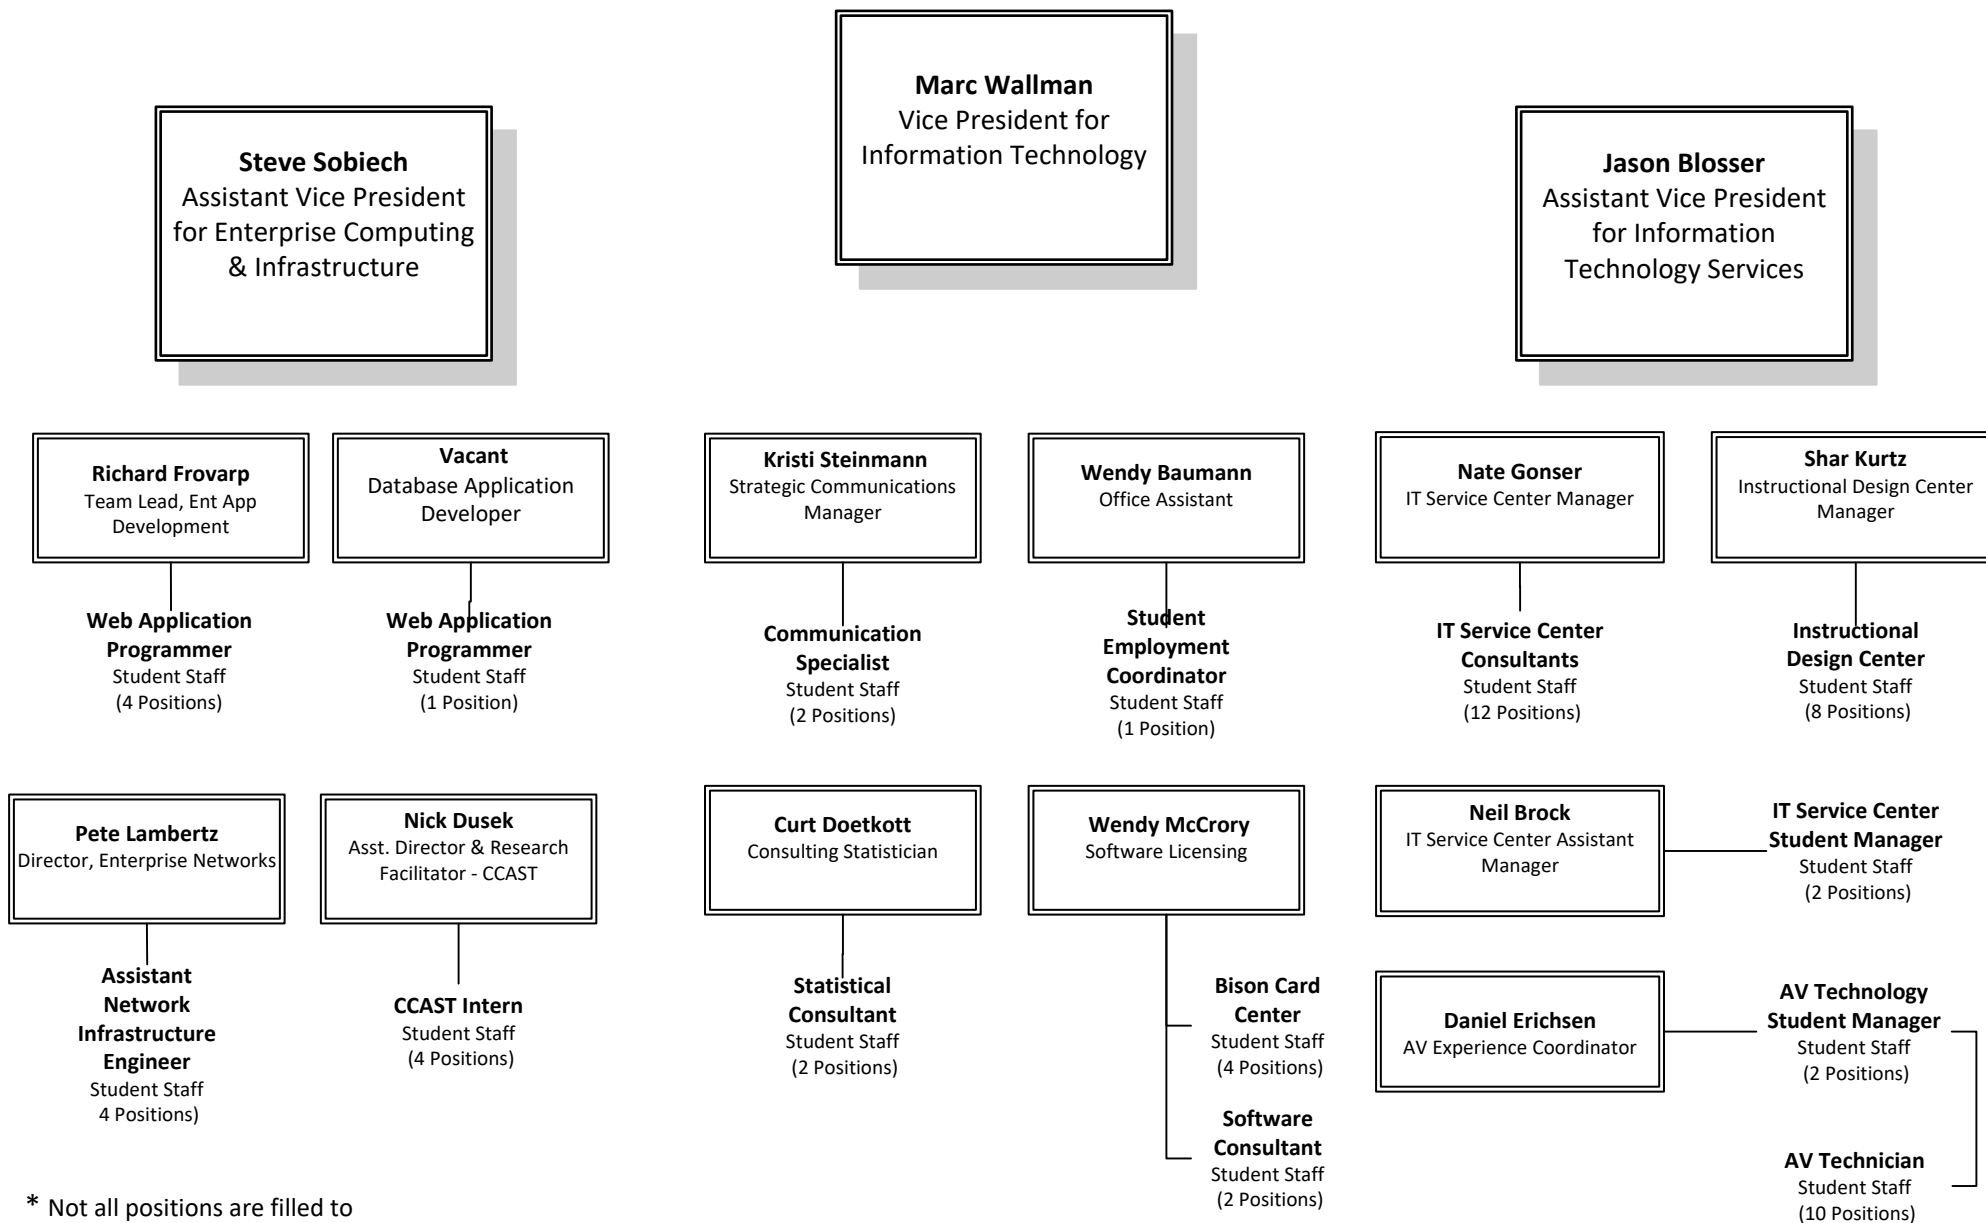 Marc Wallman
Vice President for
Information Technology
Steve Sobiech
Assistant Vice President
for Enterprise Computing
& Infrastructure
Jason Blosser
Assistant Vice President
for Information
Technology Services
Richard Frovarp
Team Lead, Ent App
Development
Vacant
Database Application
Developer
Kristi Steinmann
Strategic Communications
Manager
Wendy Baumann
Office Assistant
Nate Gonser
IT Service Center Manager
Shar Kurtz
Instructional Design Center
Manager
Web Application
Programmer
Student Staff
(4 Positions)
Web Application
Programmer
Student Staff
(1 Position)
Communication
Specialist
Student Staff
(2 Positions)
Student
Employment
Coordinator
Student Staff
(1 Position)
IT Service Center
Consultants
Student Staff
(12 Positions)
Instructional
Design Center
Student Staff
(8 Positions)
Pete Lambertz
Director, Enterprise Networks
Nick Dusek
Asst. Director & Research
Facilitator - CCAST
Curt Doetkott
Consulting Statistician
Wendy McCrory
Software Licensing
Neil Brock
IT Service Center Assistant
Manager
IT Service Center
Student Manager
Student Staff
(2 Positions)
Assistant
Network
Infrastructure
Engineer
Student Staff
4 Positions)
CCAST Intern
Student Staff
(4 Positions)
Statistical
Consultant
Student Staff
(2 Positions)
Bison Card
Center
Student Staff
(4 Positions)
Software
Consultant
Student Staff
(2 Positions)
Daniel Erichsen
AV Experience Coordinator
AV Technology
Student Manager
Student Staff
(2 Positions)
AV Technician
Student Staff
(10 Positions)
* Not all positions are filled to